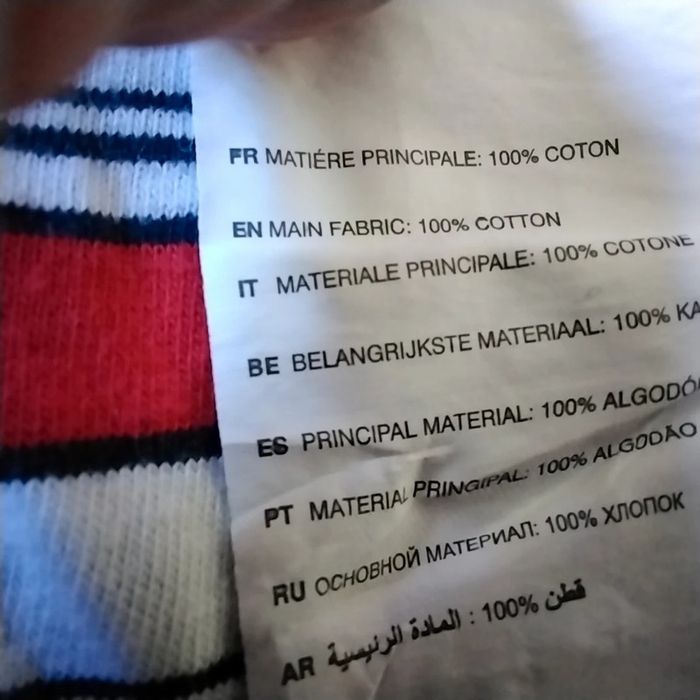 FR MATIÉRE PRINCIPALE: 100% COTON
EN MAIN FABRIC: 100% COTTON
IT MATERIALE PRINCIPALE: 100% COTONE
BE BELANGRIJKSTE MATERIAAL: 100%
ES PRINCIPAL MATERIAL: 100%
PT MATERIAL PRINGIPAL: 100% ALGODÃO
RU ОСНОВНОЙ МАТЕРИАЛ: 100% ХЛОПОК
AR المادة الرئيسية : 100% قطن